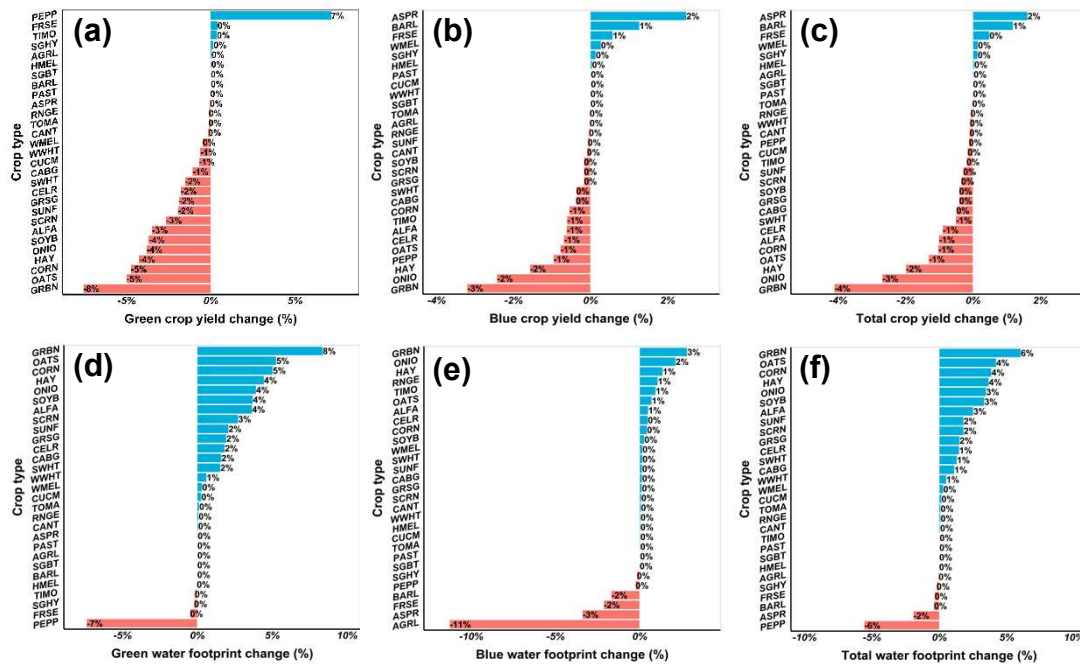 (a)
Crop type
PEPP 7%
FRSE 0%
TIMO 0%
SGHY 0%
AGRL 0%
HMEL 0%
SGBT 0%
BARL 0%
PAST 0%
ASPR 0%
RNGE 0%
TOMA 0%
CANT 0%
WMEL 0%
WWHT -1%
CUCM -1%
CABG -1%
SWHT -2%
CELR -2%
GRSG -2%
SUNF -2%
SCRN -3%
ALFA -3%
SOYB -4%
ONIO -4%
HAY -4%
CORN -5%
OATS -5%
GRBN -8%
-5% 0% 5%
Green crop yield change (%)
(b)
Crop type
ASPR 2%
BARL 1%
FRSE 1%
WMEL 0%
SGHY 0%
HMEL 0%
PAST 0%
CUCM 0%
WWHT 0%
SGBT 0%
TOMA 0%
AGRL 0%
RNGE 0%
SUNF 0%
CANT 0%
SOYB 0%
SCRN 0%
GRSG 0%
SWHT 0%
CABG 0%
CORN -1%
TIMO -1%
ALFA -1%
CELR -1%
OATS -1%
PEPP -1%
HAY -2%
ONIO -2%
GRBN -3%
-4% -2% 0% 2%
Blue crop yield change (%)
(c)
Crop type
ASPR 2%
BARL 1%
FRSE 0%
WMEL 0%
SGHY 0%
HMEL 0%
AGRL 0%
SGBT 0%
PAST 0%
TOMA 0%
RNGE 0%
WWHT 0%
CANT 0%
PEPP 0%
CUCM 0%
TIMO 0%
SUNF 0%
SCRN 0%
SOYB 0%
GRSG 0%
CABG 0%
SWHT -1%
CELR -1%
ALFA -1%
CORN -1%
OATS -1%
HAY -2%
ONIO -3%
GRBN -4%
-4% -2% 0% 2%
Total crop yield change (%)
(d)
Crop type
GRBN 8%
OATS 5%
CORN 5%
HAY 4%
ONIO 4%
SOYB 4%
ALFA 4%
SCRN 3%
SUNF 2%
GRSG 2%
CELR 2%
CABG 2%
SWHT 2%
WWHT 1%
WMEL 0%
CUCM 0%
TOMA 0%
RNGE 0%
CANT 0%
ASPR 0%
PAST 0%
AGRL 0%
SGBT 0%
BARL 0%
HMEL 0%
TIMO 0%
SGHY 0%
FRSE 0%
PEPP -7%
-5% 0% 5% 10%
Green water footprint change (%)
(e)
Crop type
GRBN 3%
ONIO 2%
HAY 1%
RNGE 1%
TIMO 1%
OATS 1%
ALFA 1%
CELR 0%
CORN 0%
SOYB 0%
WMEL 0%
SWHT 0%
SUNF 0%
CABG 0%
GRSG 0%
SCRN 0%
CANT 0%
WWHT 0%
HMEL 0%
CUCM 0%
TOMA 0%
PAST 0%
SGBT 0%
SGHY 0%
PEPP 0%
BARL -2%
FRSE -2%
ASPR -3%
AGRL -11%
-10% -5% 0%
Blue water footprint change (%)
(f)
Crop type
GRBN 6%
OATS 4%
CORN 4%
HAY 4%
ONIO 3%
SOYB 3%
ALFA 3%
SUNF 2%
SCRN 2%
GRSG 2%
CELR 1%
SWHT 1%
CABG 1%
WWHT 1%
WMEL 0%
CUCM 0%
TOMA 0%
RNGE 0%
CANT 0%
TIMO 0%
PAST 0%
SGBT 0%
HMEL 0%
AGRL 0%
SGHY 0%
FRSE 0%
BARL 0%
ASPR -2%
PEPP -6%
-10% -5% 0% 5% 10%
Total water footprint change (%)